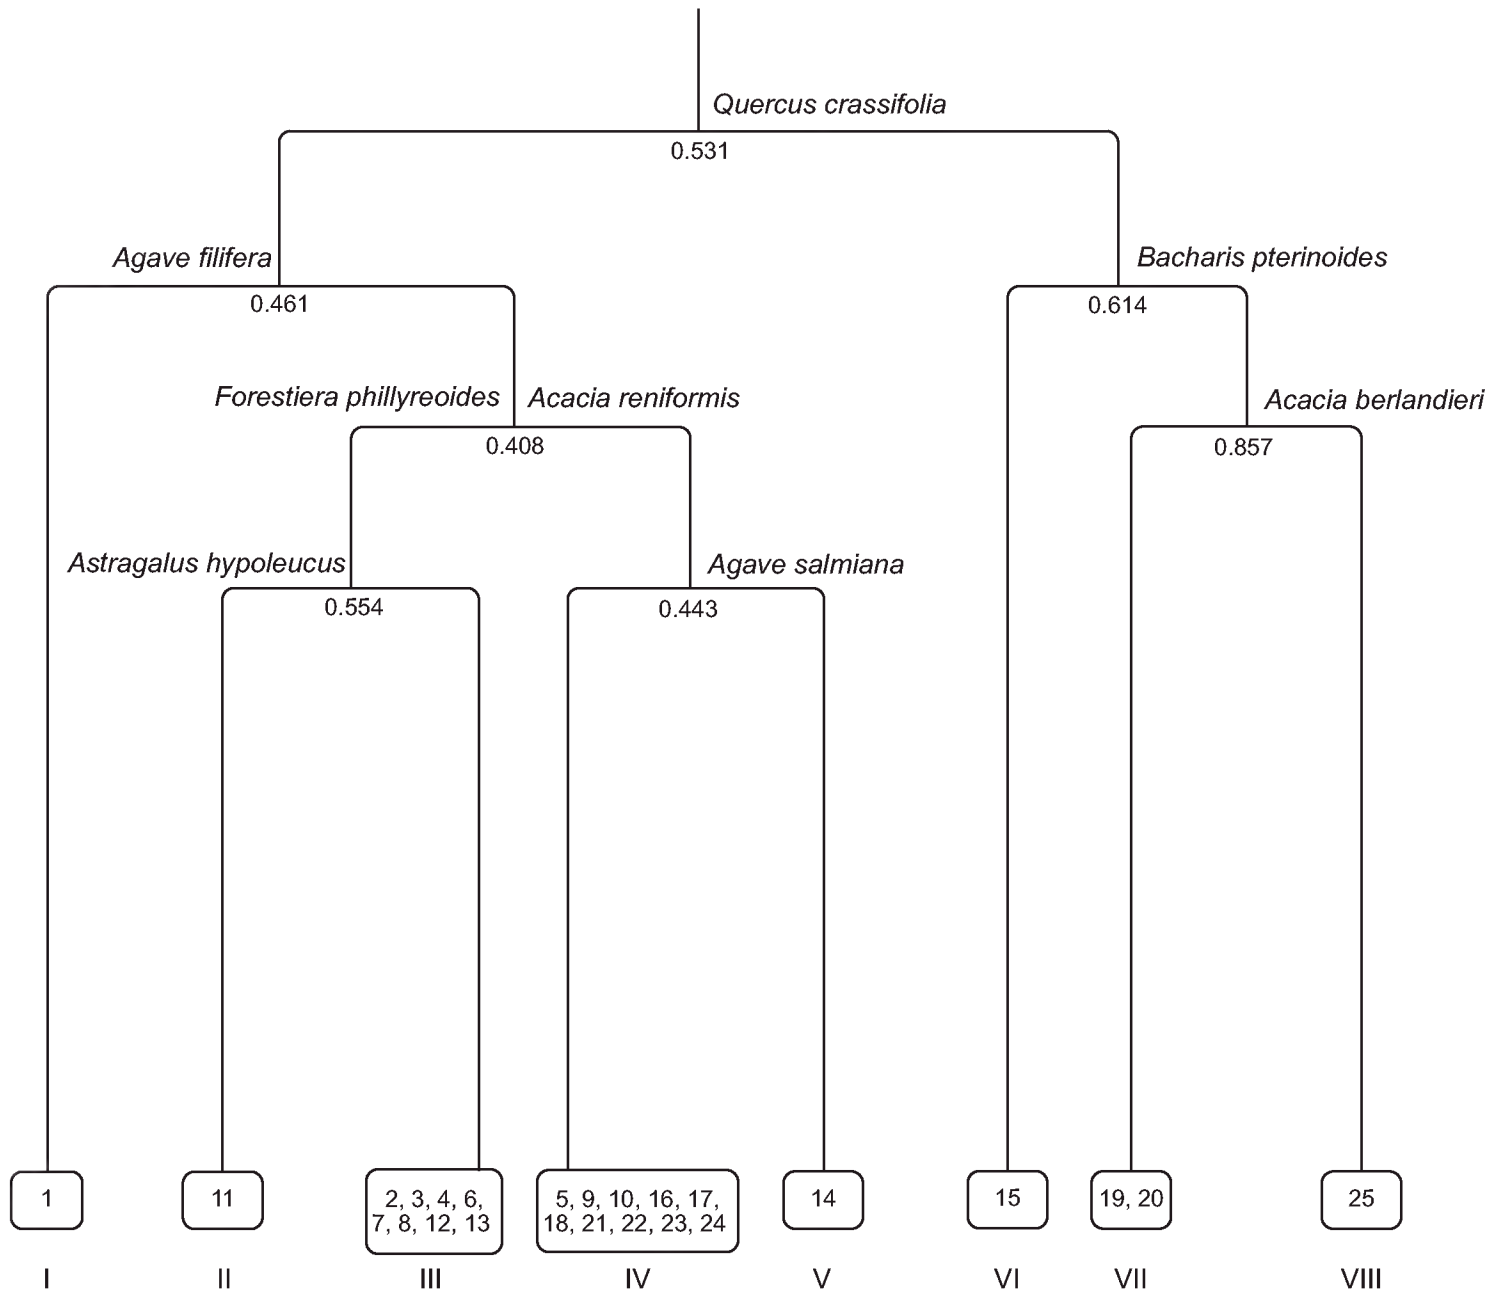 Quercus crassifolia
0.531
Agave filifera
Bacharis pterinoides
0.461
0.614
Forestiera phillyreoides
Acacia reniformis
Acacia berlandieri
0.408
0.857
Astragalus hypoleucus
Agave salmiana
0.554
0.443
1
11
2, 3, 4, 6,
7, 8, 12, 13
5, 9, 10, 16, 17,
18, 21, 22, 23, 24
14
15
19, 20
25
I
II
III
IV
V
VI
VII
VIII